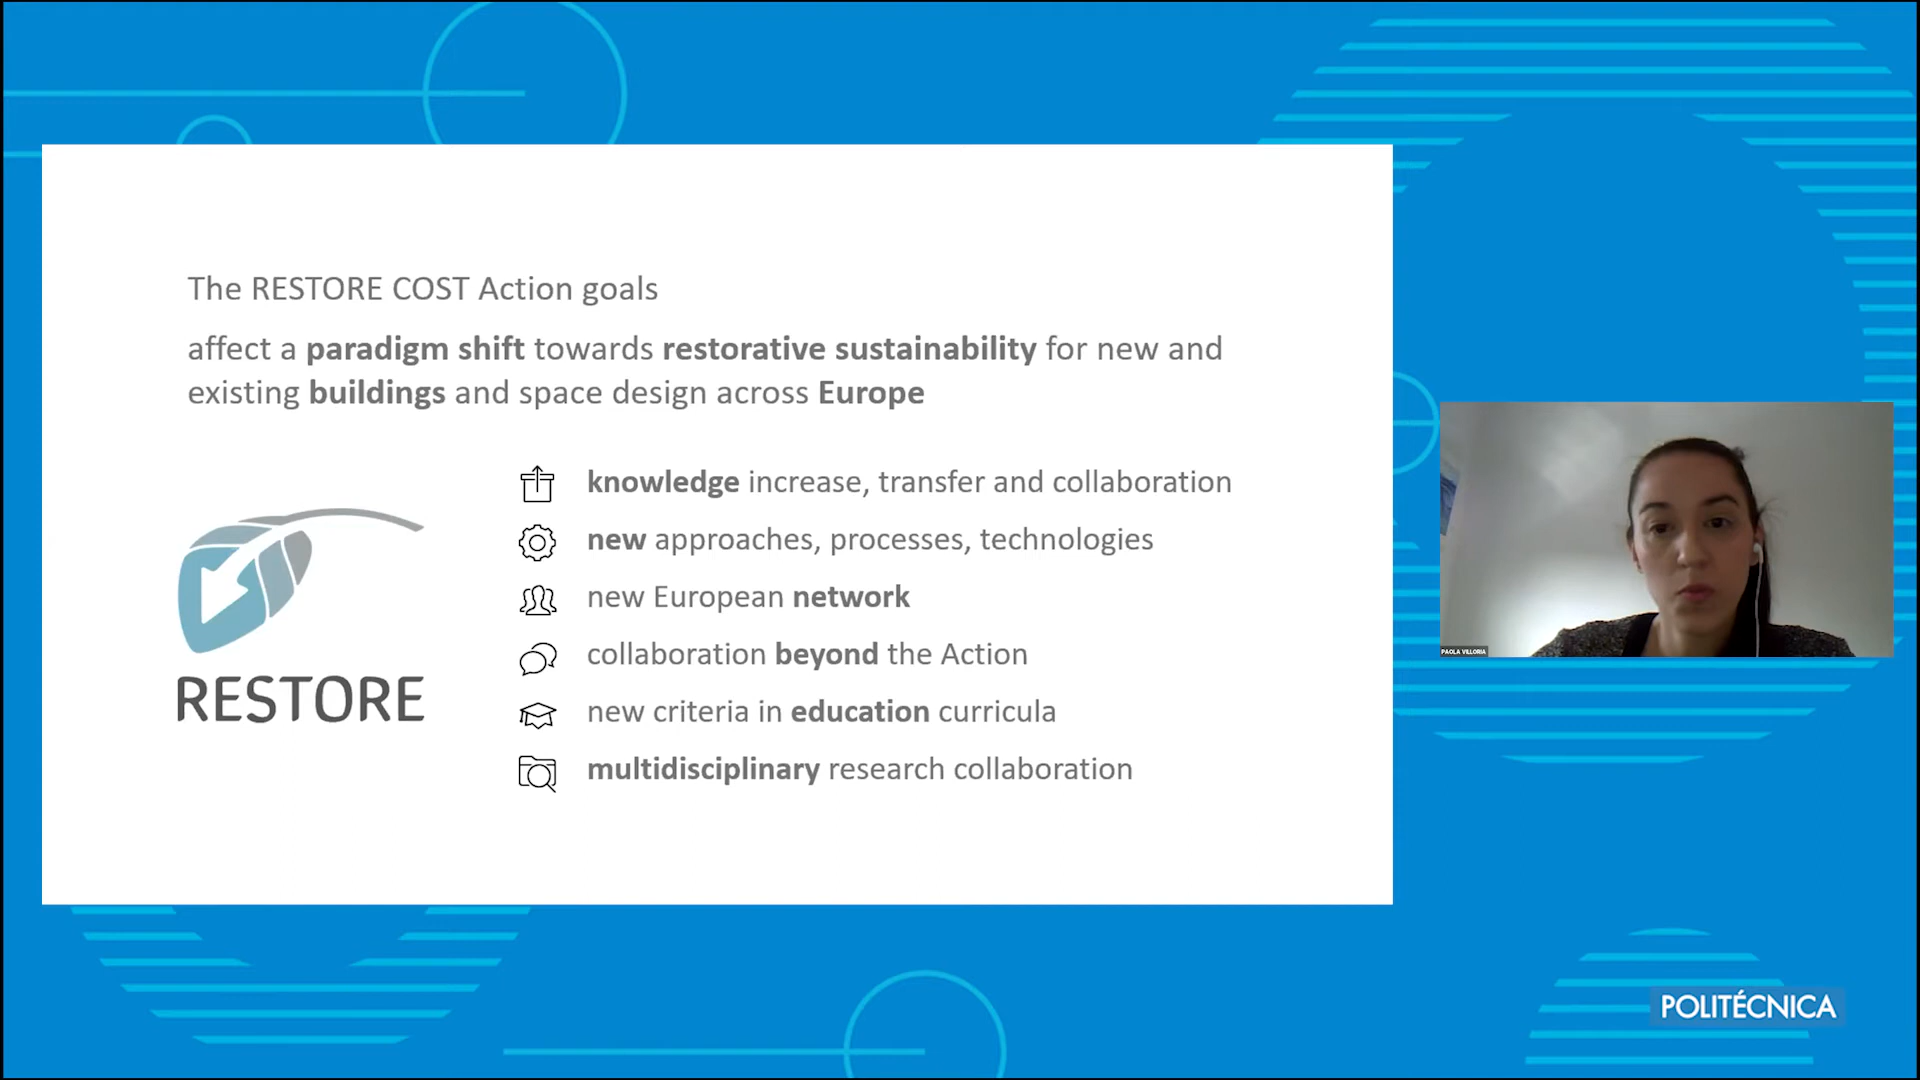 The RESTORE COST Action goals
affect a paradigm shift towards restorative sustainability for new and
existing buildings and space design across Europe
knowledge increase, transfer and collaboration
new approaches, processes, technologies
new European network
collaboration beyond the Action
new criteria in education curricula
multidisciplinary research collaboration
RESTORE
PAOLA VILLORIA
POLITÉCNICA